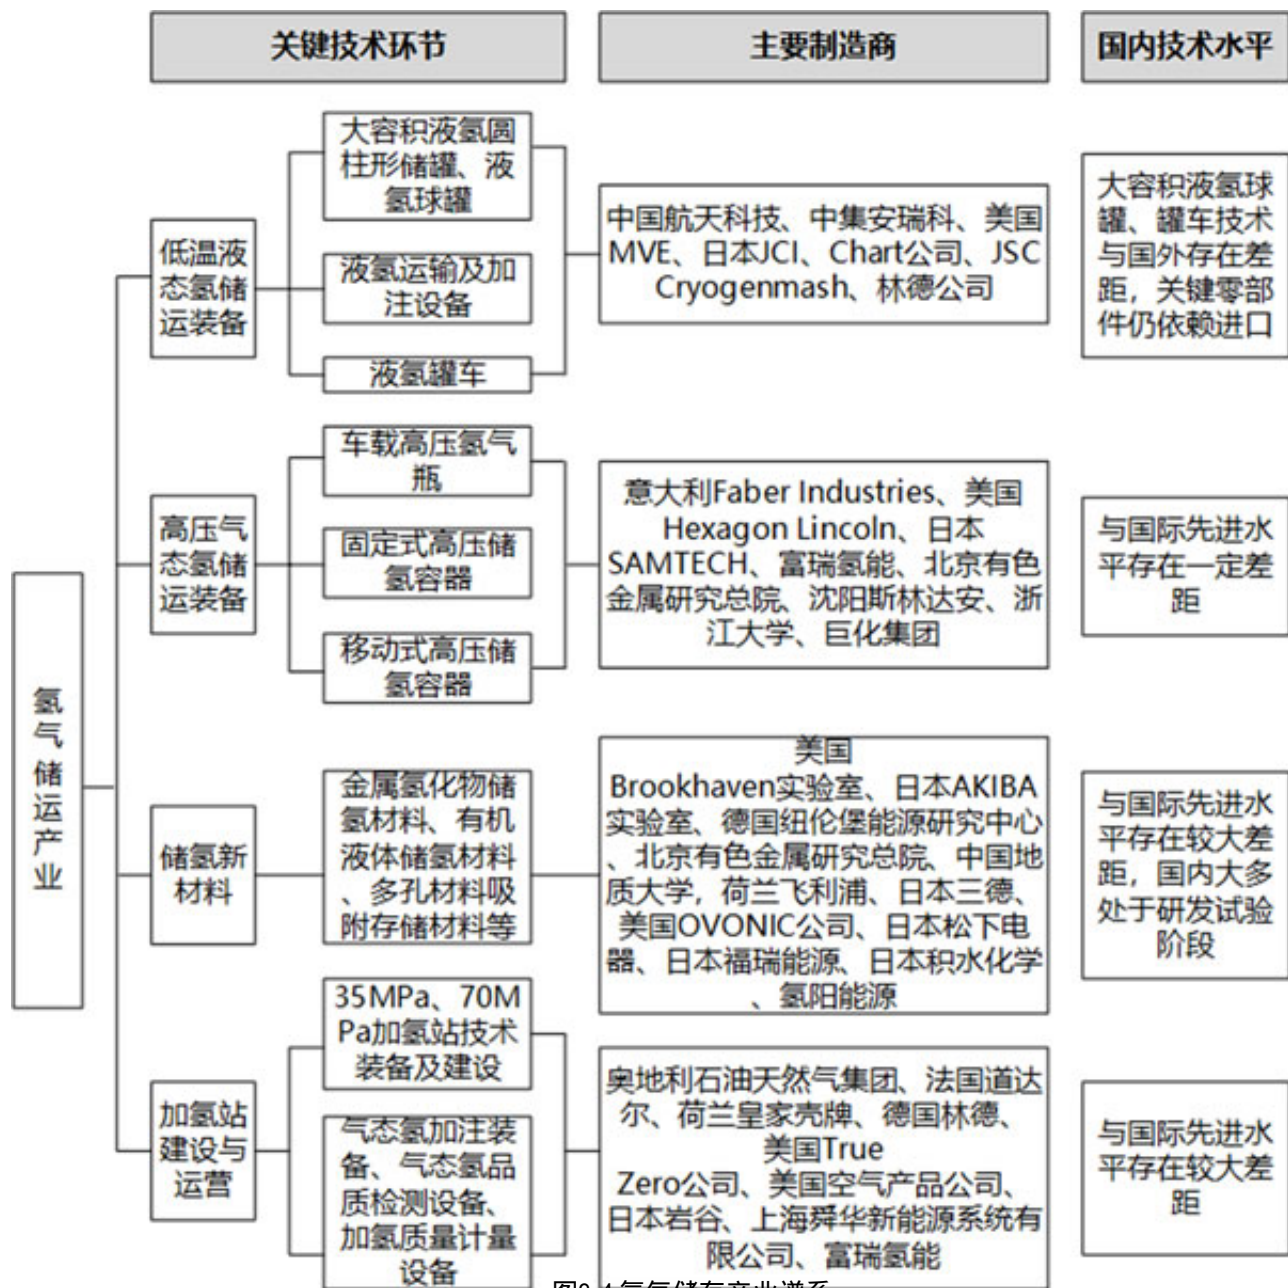 关键技术环节
主要制造商
国内技术水平
氢
气
储
运
产
业
低温液
态氢储
运装备
大容积液氢圆
柱形储罐、液
氢球罐
液氢运输及加
注设备
液氢罐车
中国航天科技、中集安瑞科、美国
MVE、日本JCI、Chart公司、JSC
Cryogenmash、林德公司
大容积液氢球
罐、罐车技术
与国外存在差
距，关键零部
件仍依赖进口
高压气
态氢储
运装备
车载高压氢气
瓶
固定式高压储
氢容器
移动式高压储
氢容器
意大利Faber Industries、美国
Hexagon Lincoln、日本
SAMTECH、富瑞氢能、北京有色
金属研究总院、沈阳斯林达安、浙
江大学、巨化集团
与国际先进水
平存在一定差
距
储氢新
材料
金属氢化物储
氢材料、有机
液体储氢材料
、多孔材料吸
附存储材料等
美国
Brookhaven实验室、日本AKIBA
实验室、德国纽伦堡能源研究中心
、北京有色金属研究总院、中国地
质大学，荷兰飞利浦、日本三德、
美国OVONIC公司、日本松下电
器、日本福瑞能源、日本积水化学
、氢阳能源
与国际先进水
平存在较大差
距，国内大多
处于研发试验
阶段
加氢站
建设与
运营
35MPa、70M
Pa加氢站技术
装备及建设
气态氢加注装
备、气态氢品
质检测设备、
加氢质量计量
设备
奥地利石油天然气集团、法国道达
尔、荷兰皇家壳牌、德国林德、
美国True
Zero公司、美国空气产品公司、
日本岩谷、上海舜华新能源系统有
限公司、富瑞氢能
与国际先进水
平存在较大差
距